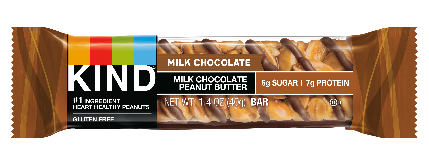 KIND
#1 INGREDIENT
HEART HEALTHY PEANUTS
GLUTEN FREE
MILK CHOCOLATE
MILK CHOCOLATE
PEANUT BUTTER
6g SUGAR | 7g PROTEIN
NET WT. 1.4 OZ (40g) BAR